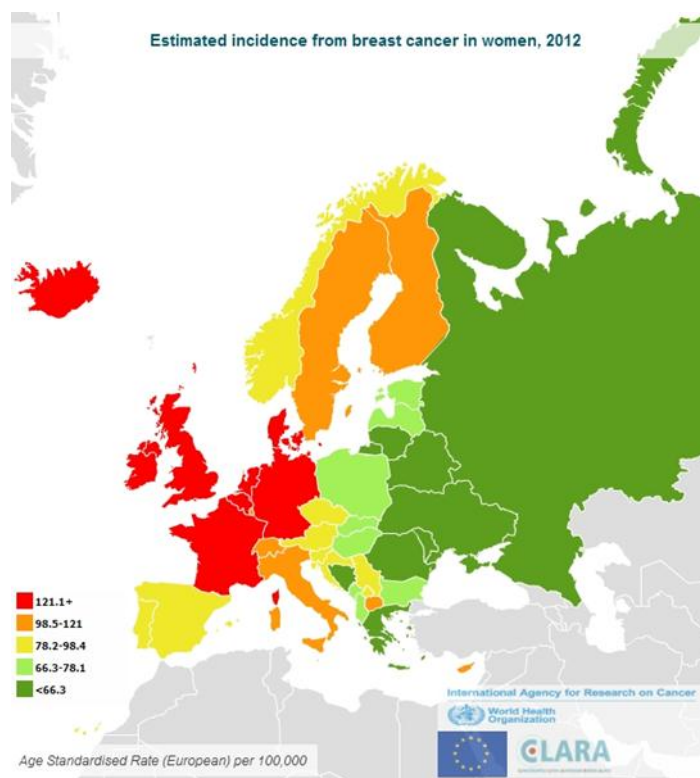 Estimated incidence from breast cancer in women, 2012
121.1+
98.5-121
78.2-98.4
66.3-78.1
<66.3
International Agency for Research on Cancer
World Health
Organization
CLARA
Age Standardised Rate (European) per 100,000